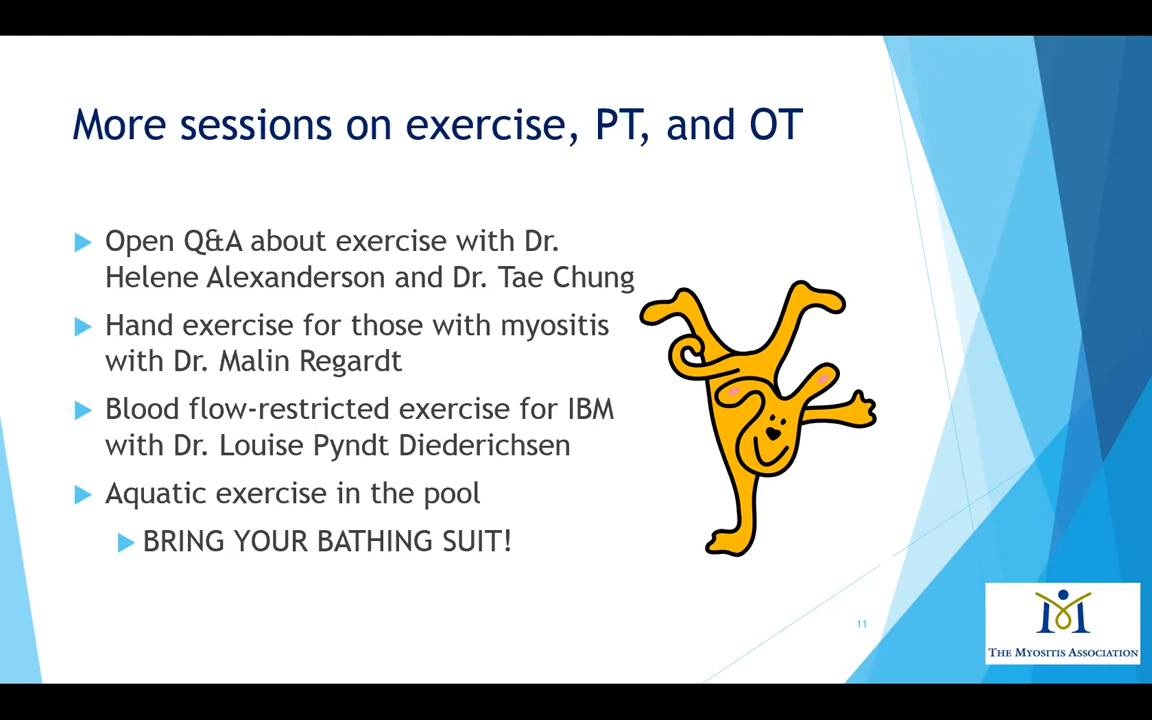 More sessions on exercise, PT, and OT
Open Q&A about exercise with Dr.
Helene Alexanderson and Dr. Tae Chung
Hand exercise for those with myositis
with Dr. Malin Regardt
Blood flow-restricted exercise for IBM
with Dr. Louise Pyndt Diederichsen
Aquatic exercise in the pool
BRING YOUR BATHING SUIT!
11
THE MYOSITIS ASSOCIATION